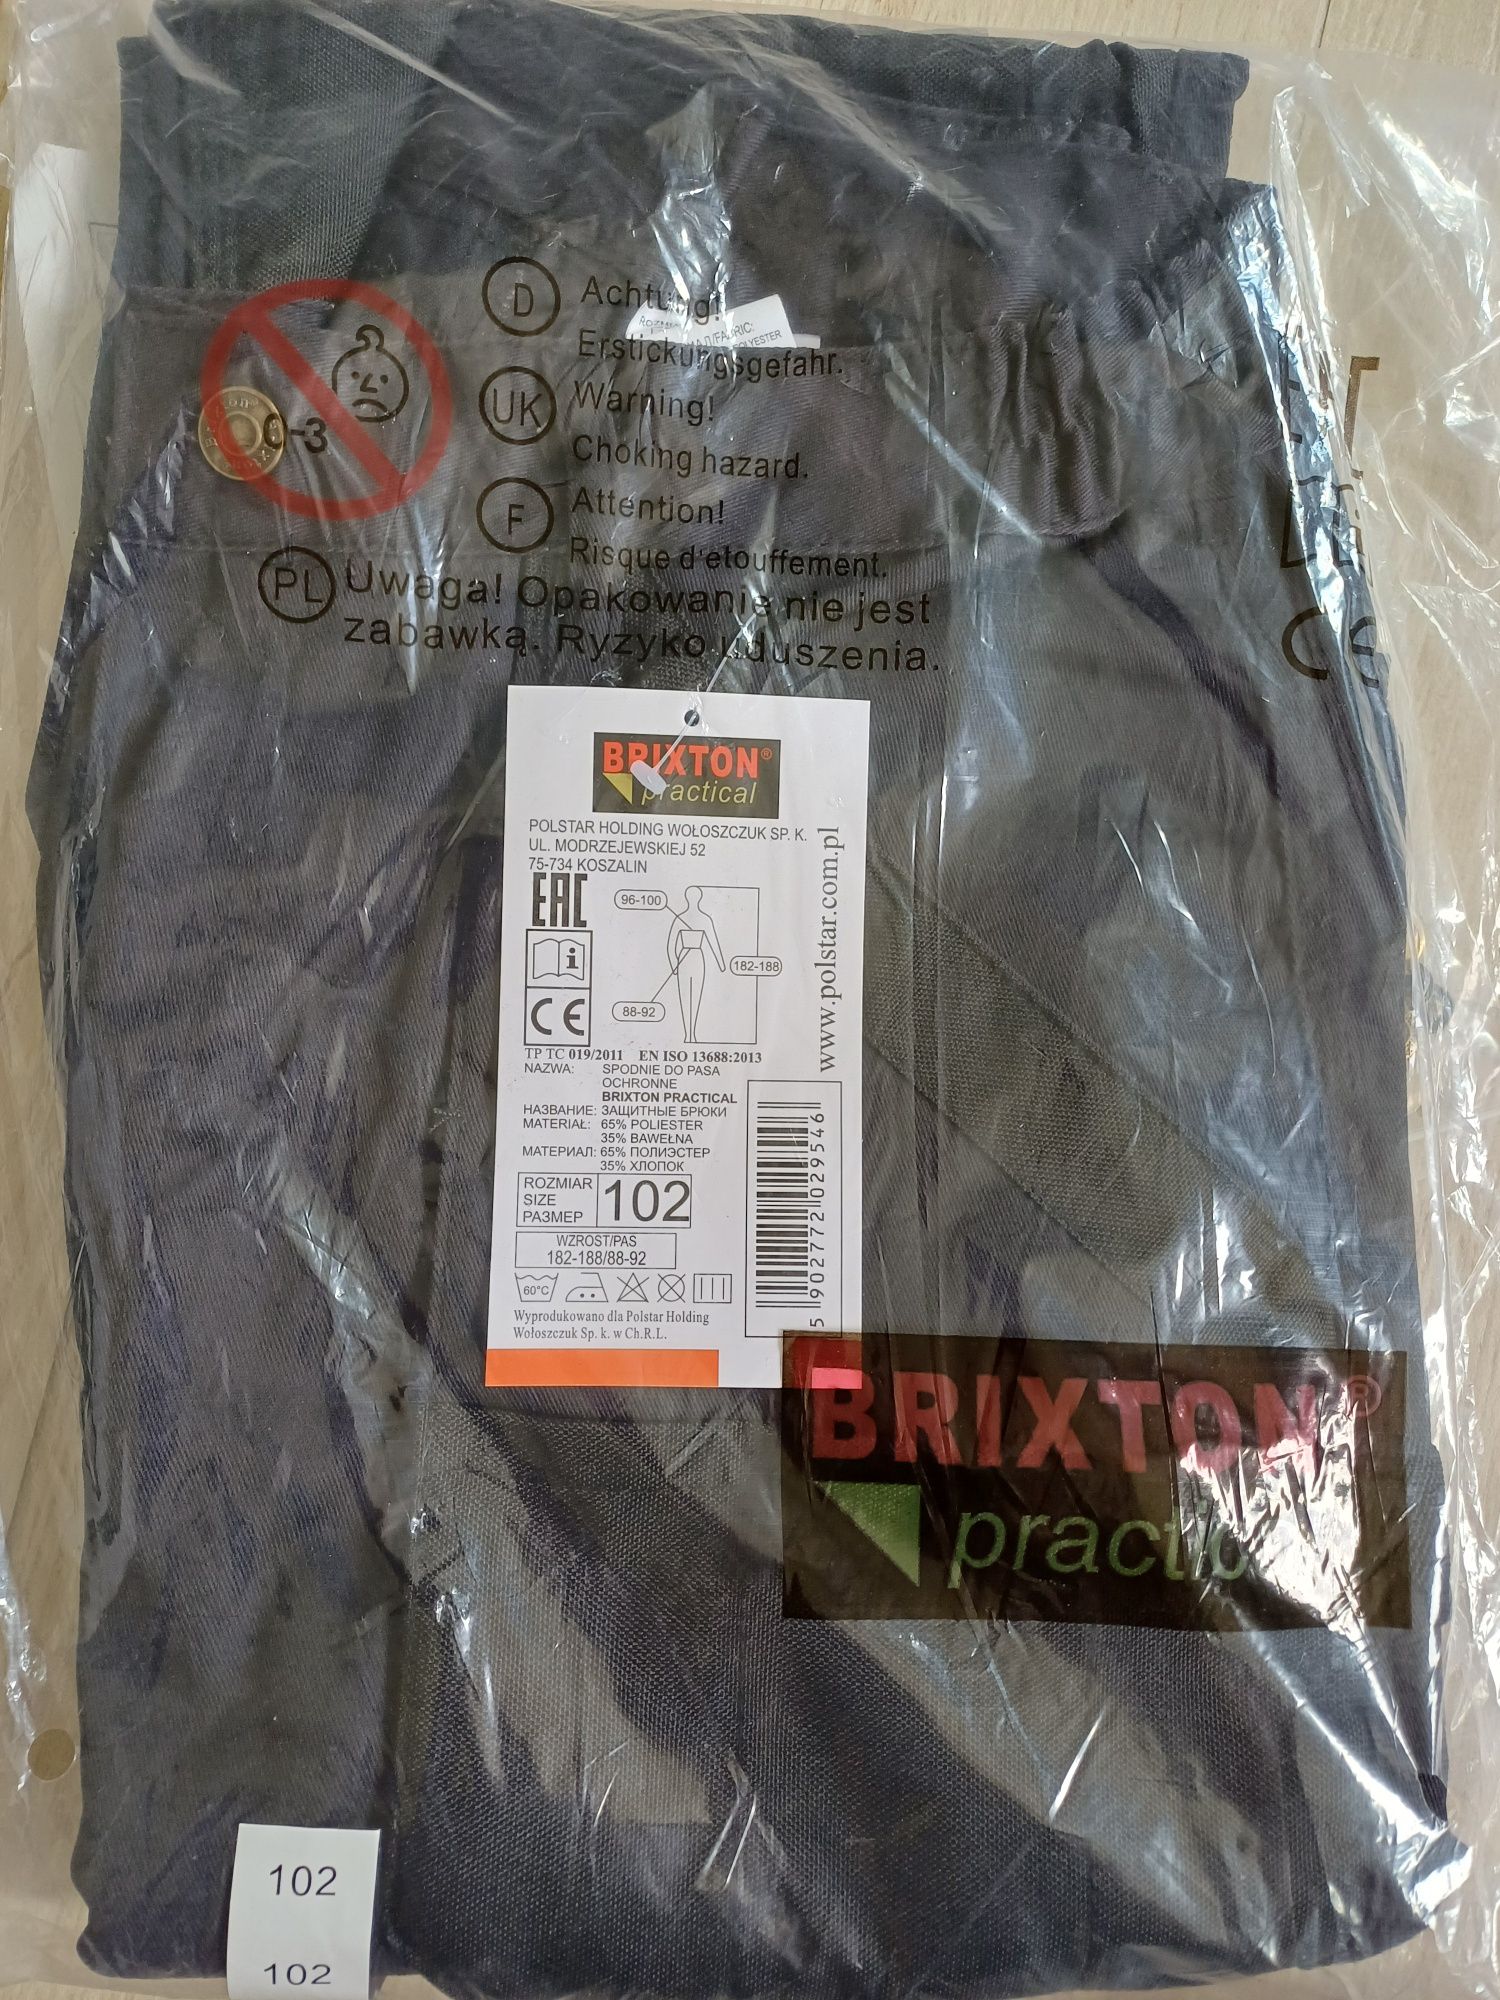 D Achtung!
Erstickungsgefahr.
UK Warning!
Choking hazard.
F Attention!
Risque d'etouffement.
PL Uwaga! Opakowanie nie jest
zabawką. Ryzyko uduszenia.
0-3
BRIXTON®
practical
POLSTAR HOLDING WOŁOSZCZUK SP. K.
UL. MODRZEJEWSKIEJ 52
75-734 KOSZALIN
EAC
96-100
182-188
88-92
i
CE
TP TC 019/2011 EN ISO 13688:2013
NAZWA: SPODNIE DO PASA
OCHRONNE
BRIXTON PRACTICAL
НАЗВАНИЕ: ЗАЩИТНЫЕ БРЮКИ
MATERIAŁ: 65% POLIESTER
35% BAWEŁNA
МАТЕРИАЛ: 65% ПОЛИЭСТЕР
35% ХЛОПОК
ROZMIAR
SIZE
РАЗМЕР
102
WZROST/PAS
182-188/88-92
60°C
Wyprodukowano dla Polstar Holding
Wołoszczuk Sp. k. w Ch.R.L.
www.polstar.com.pl
5 902772 029546
BRIXTON®
102
102